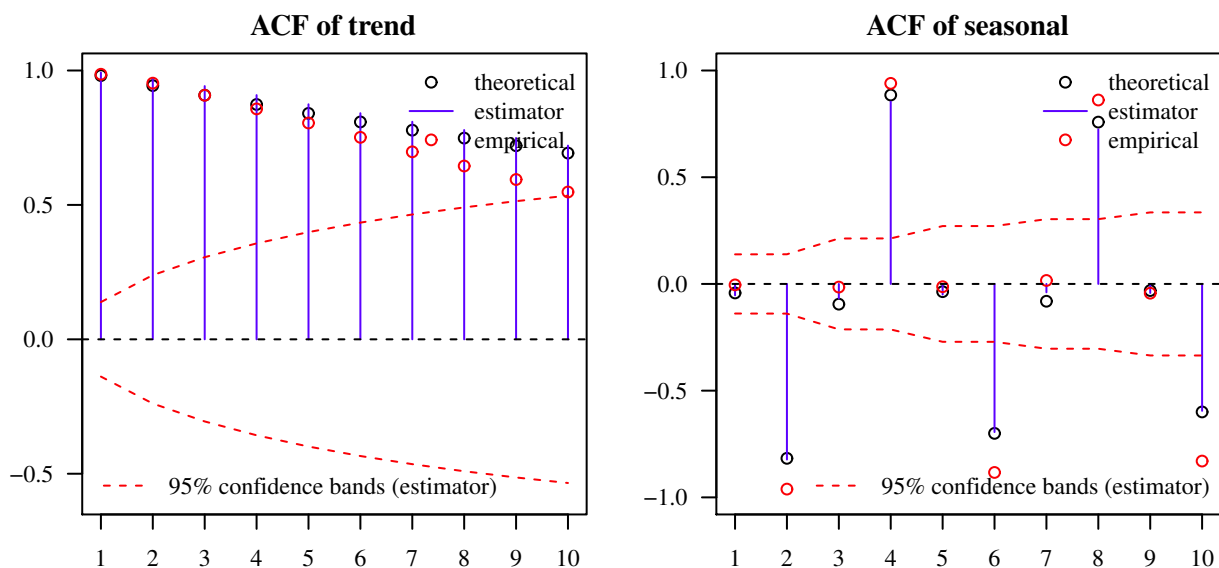 ACF of trend
1.0
0.5
0.0
−0.5
theoretical
estimator
empirical
95% confidence bands (estimator)
1 2 3 4 5 6 7 8 9 10
ACF of seasonal
1.0
0.5
0.0
−0.5
−1.0
theoretical
estimator
empirical
95% confidence bands (estimator)
1 2 3 4 5 6 7 8 9 10